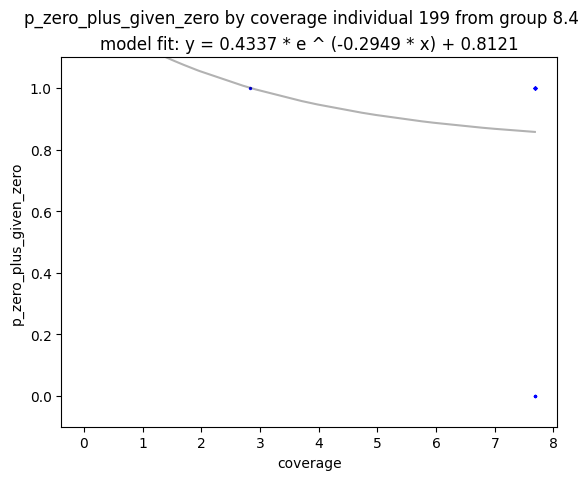 p_zero_plus_given_zero by coverage individual 199 from group 8.4
model fit: y = 0.4337 * e ^ (-0.2949 * x) + 0.8121
1.0
0.8
0.6
0.4
0.2
0.0
p_zero_plus_given_zero
0 1 2 3 4 5 6 7 8
coverage